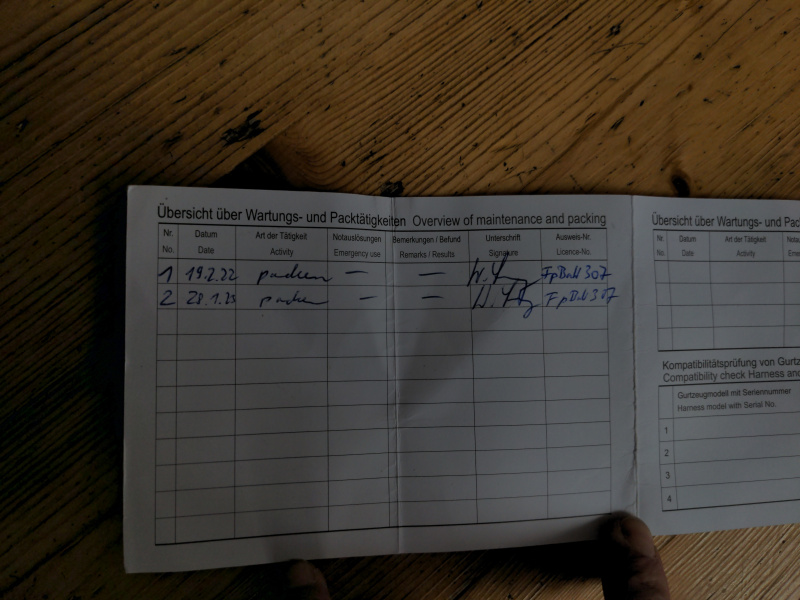 Übersicht über Wartungs- und Packtätigkeiten Overview of maintenance and packing
Nr. Datum Art der Tätigkeit Notauslösungen Bemerkungen / Befund Unterschrift Ausweis-Nr.
No. Date Activity Emergency use Remarks / Results Signature Licence-No.
1 19.2.22 packen — —
2 28.1.25 packen — —
Übersicht über Wartungs- und
Nr. Datum Art der Tätigkeit
No. Date Activity
Kompatibilitätsprüfung von
Compatibility check Harness and
Gurtzeugmodell mit Seriennummer
Harness model with Serial No.
1
2
3
4